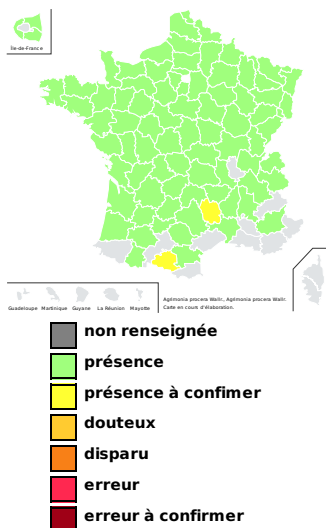 Île-de-France
Guadeloupe Martinique Guyane La Réunion Mayotte
Agrimonia procera Wallr., Agrimonia procera Wallr.
Carte en cours d'élaboration.
non renseignée
présence
présence à confimer
douteux
disparu
erreur
erreur à confirmer